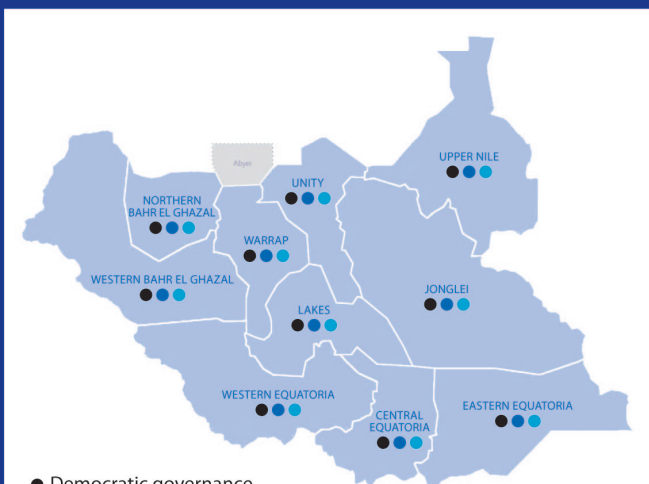 Abyei
UPPER NILE
UNITY
NORTHERN
BAHR EL GHAZAL
WARRAP
WESTERN BAHR EL GHAZAL
JONGLEI
LAKES
WESTERN EQUATORIA
EASTERN EQUATORIA
CENTRAL
EQUATORIA
Democratic governance